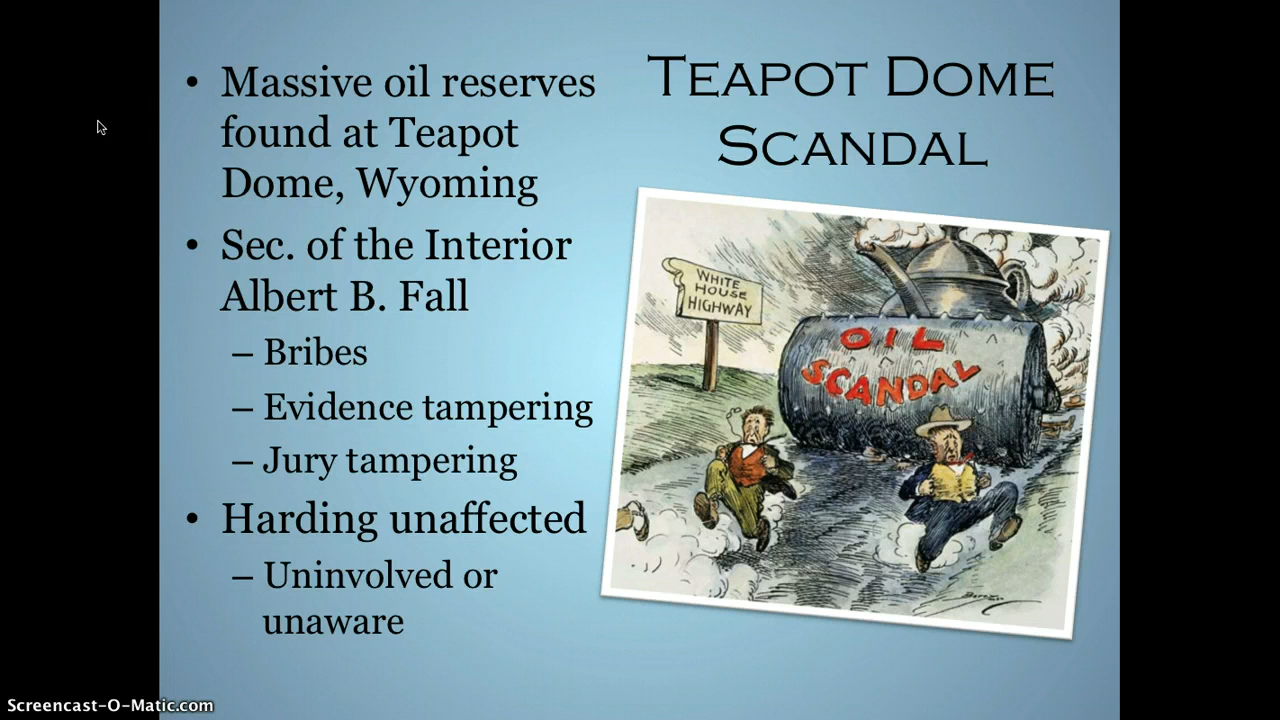 • Massive oil reserves
found at Teapot
Dome, Wyoming
• Sec. of the Interior
Albert B. Fall
– Bribes
– Evidence tampering
– Jury tampering
• Harding unaffected
– Uninvolved or
unaware
TEAPOT DOME
SCANDAL
WHITE
HOUSE
HIGHWAY
OIL
SCANDAL
Screencast-O-Matic.com